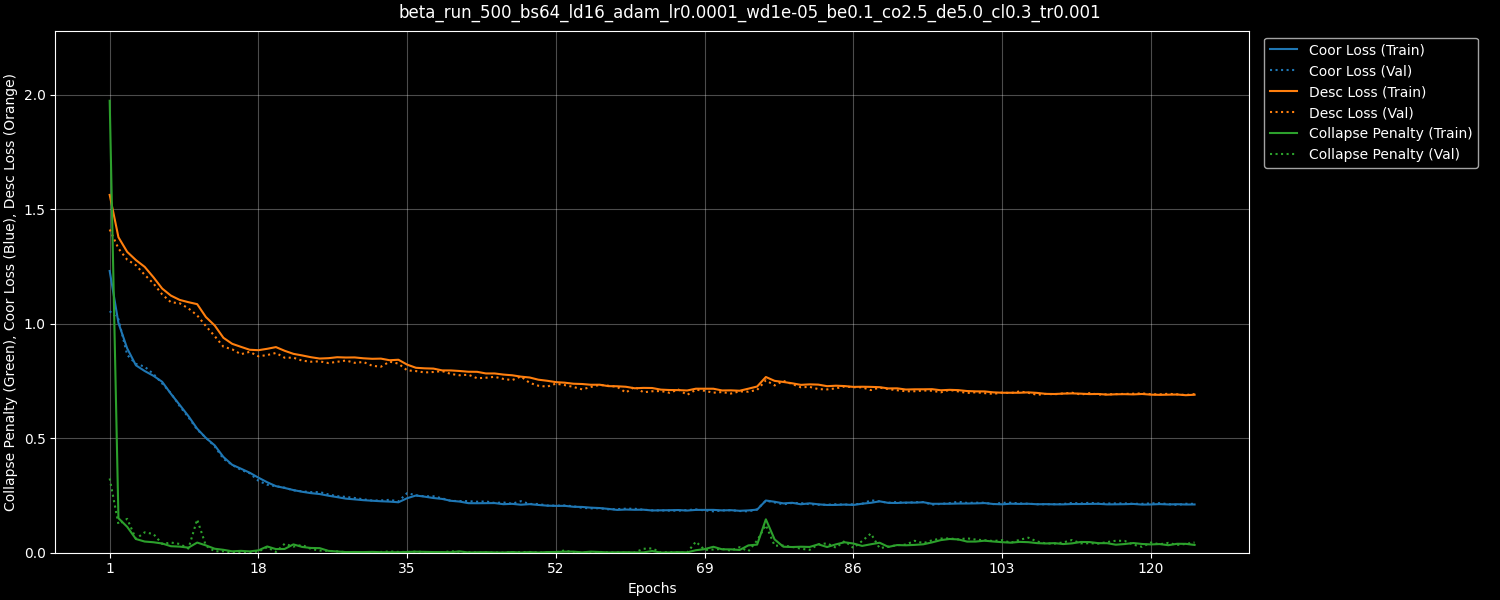 beta_run_500_bs64_ld16_adam_lr0.0001_wd1e-05_be0.1_co2.5_de5.0_cl0.3_tr0.001
Collapse Penalty (Green), Coor Loss (Blue), Desc Loss (Orange)
2.0
1.5
1.0
0.5
0.0
1
18
35
52
69
86
103
120
Epochs
Coor Loss (Train)
Coor Loss (Val)
Desc Loss (Train)
Desc Loss (Val)
Collapse Penalty (Train)
Collapse Penalty (Val)